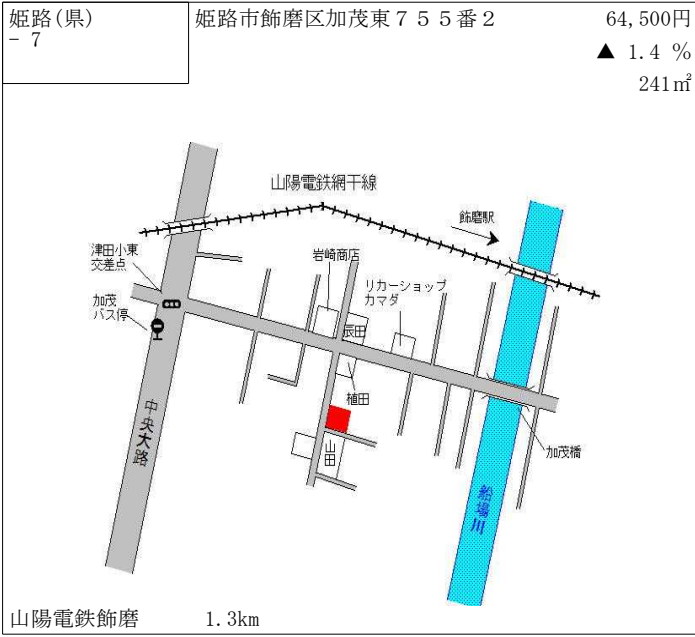 姫路(県)
- 7
姫路市飾磨区加茂東７５５番２
64,500円
▲ 1.4 %
241㎡
山陽電鉄網干線
飾磨駅
津田小東
交差点
岩崎商店
リカーショップ
カマダ
加茂
バス停
辰田
植田
中央大路
山田
加茂橋
船場川
山陽電鉄飾磨 1.3km